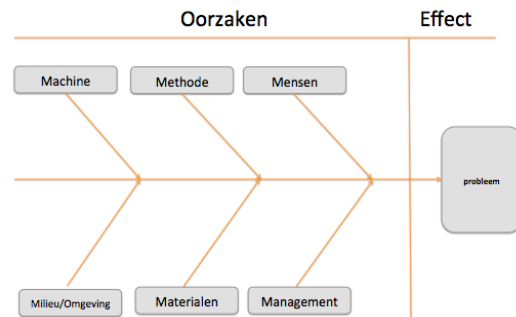 Oorzaken
Effect
Machine
Methode
Mensen
probleem
Milieu/Omgeving
Materialen
Management